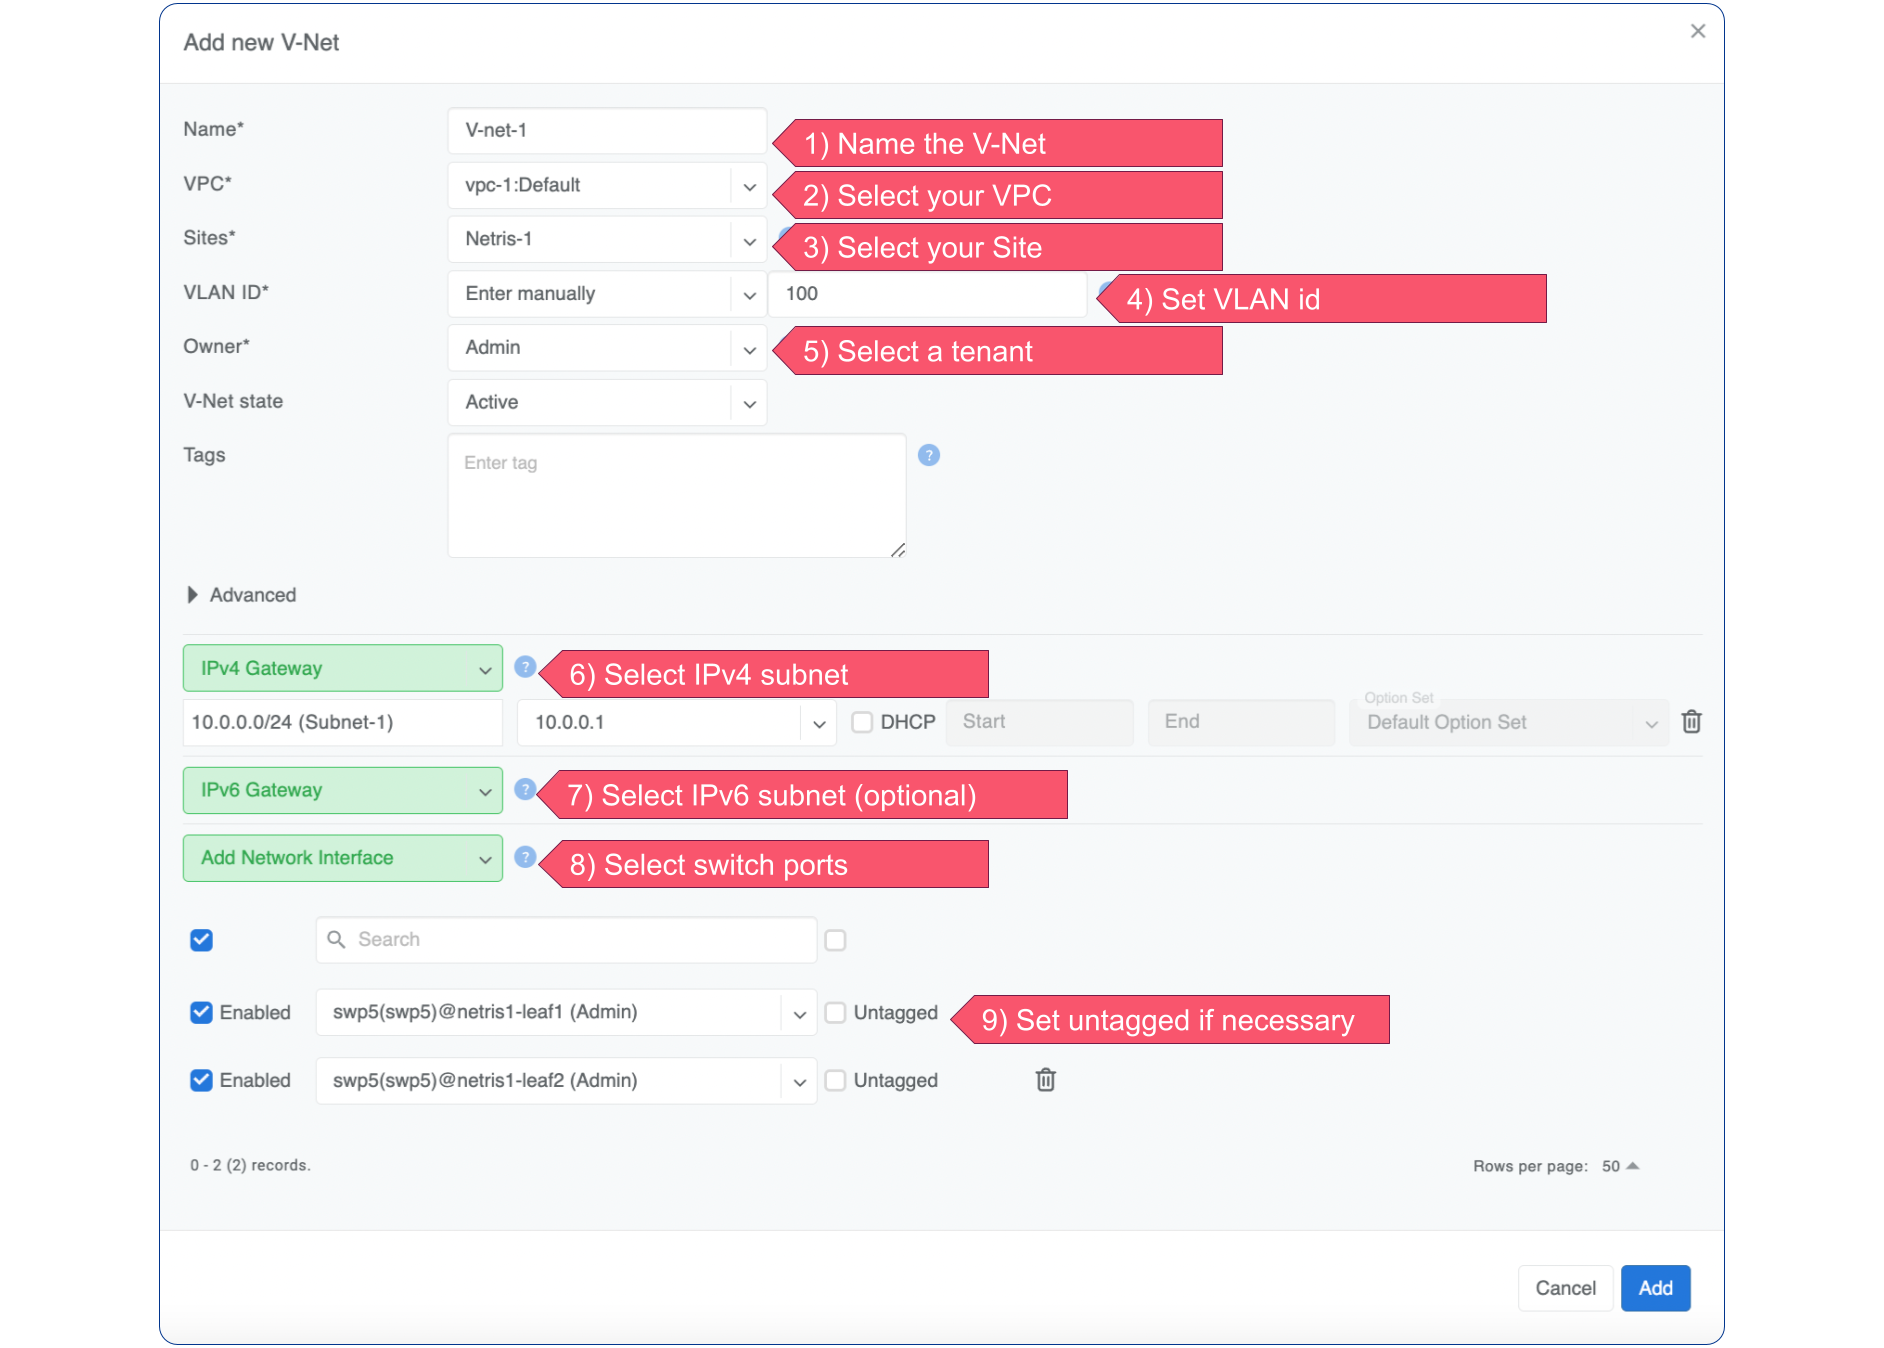 Add new V-Net
Name*
V-net-1
1) Name the V-Net
VPC*
vpc-1:Default
2) Select your VPC
Sites*
Netris-1
3) Select your Site
VLAN ID*
Enter manually
100
4) Set VLAN id
Owner*
Admin
5) Select a tenant
V-Net state
Active
Tags
Enter tag
?
Advanced
IPv4 Gateway
?
6) Select IPv4 subnet
10.0.0.0/24 (Subnet-1)
10.0.0.1
DHCP
Start
End
Option Set
Default Option Set
IPv6 Gateway
?
7) Select IPv6 subnet (optional)
Add Network Interface
?
8) Select switch ports
Search
Enabled
swp5(swp5)@netris1-leaf1 (Admin)
Untagged
9) Set untagged if necessary
Enabled
swp5(swp5)@netris1-leaf2 (Admin)
Untagged
0 - 2 (2) records.
Rows per page: 50
Cancel
Add